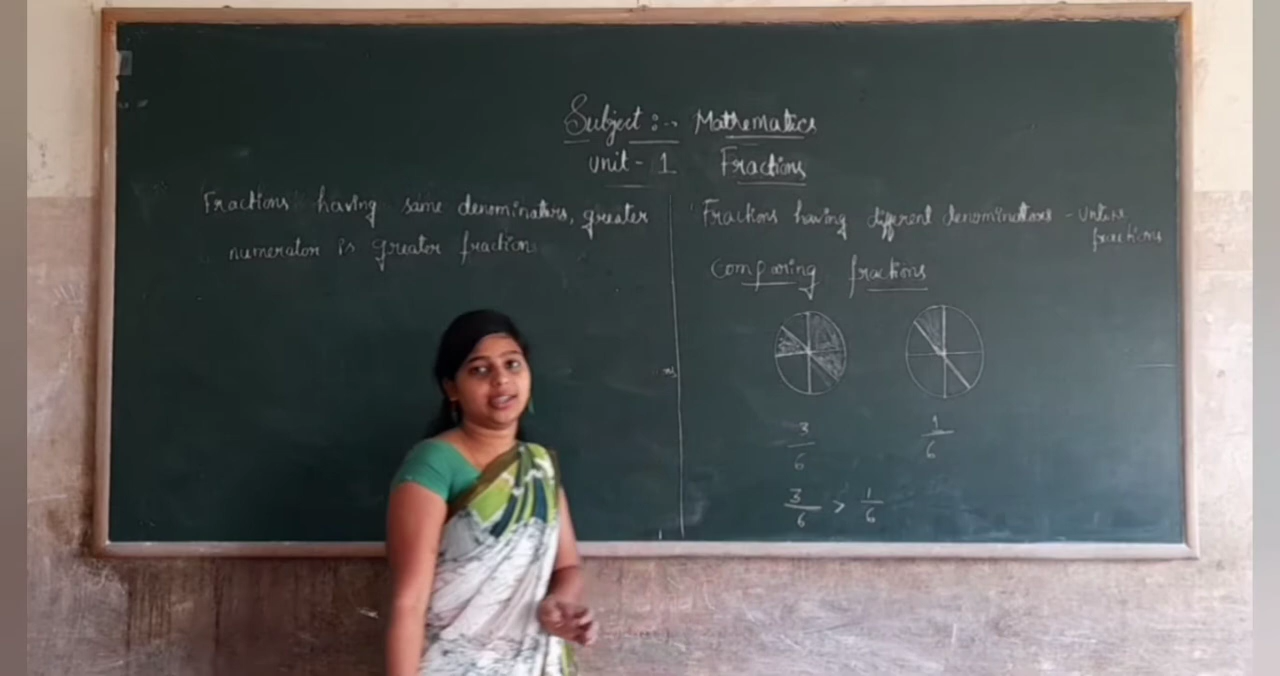 Subject :- Mathematics
Unit - 1 Fractions
Fractions having same denominators, greater
numerator is greater fraction
Fractions having different denominators - unlike
fractions
Comparing fractions
3/6 1/6
3/6 > 1/6